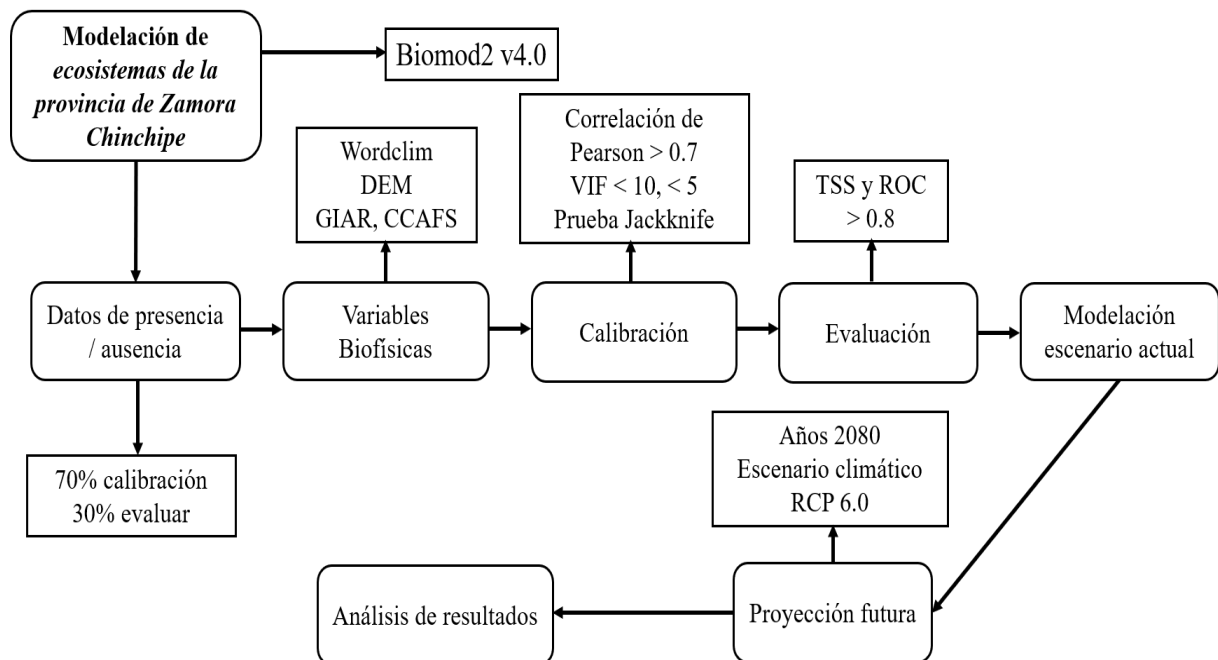 Modelación de
ecosistemas de la
provincia de Zamora
Chinchipe
Biomod2 v4.0
Wordclim
DEM
GIAR, CCAFS
Correlación de
Pearson > 0.7
VIF < 10, < 5
Prueba Jackknife
TSS y ROC
> 0.8
Datos de presencia
/ ausencia
Variables
Biofísicas
Calibración
Evaluación
Modelación
escenario actual
70% calibración
30% evaluar
Años 2080
Escenario climático
RCP 6.0
Análisis de resultados
Proyección futura